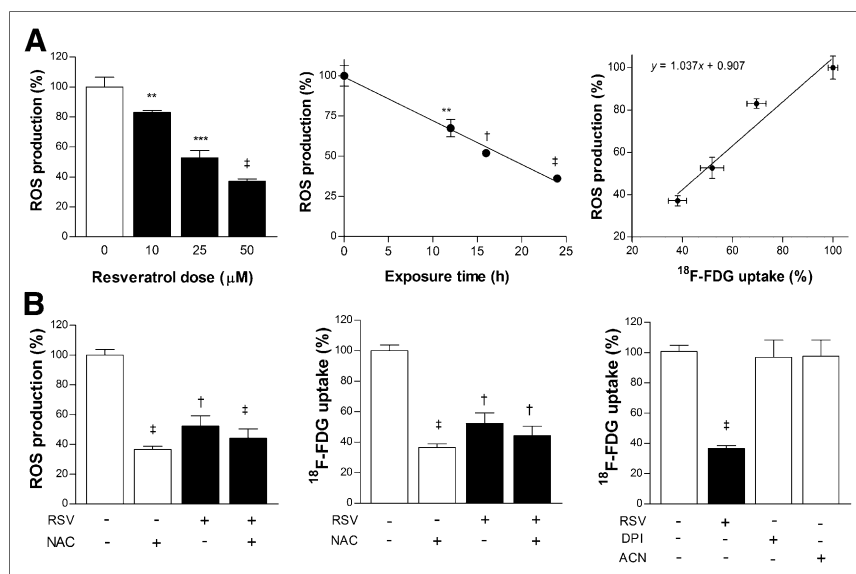 A
ROS production (%)
120
100
80
60
40
20
0
**
***
‡
0 10 25 50
Resveratrol dose (μM)
ROS production (%)
100
75
50
25
0
**
†
‡
0 5 10 15 20 25
Exposure time (h)
ROS production (%)
100
80
60
40
20
y = 1.037x + 0.907
20 40 60 80 100
18F-FDG uptake (%)
B
ROS production (%)
120
100
80
60
40
20
0
‡
†
‡
RSV - - + +
NAC - + - +
18F-FDG uptake (%)
120
100
80
60
40
20
0
‡
†
†
RSV - - + +
NAC - + - +
18F-FDG uptake (%)
120
100
80
60
40
20
0
‡
RSV - + - -
DPI - - + -
ACN - - - +